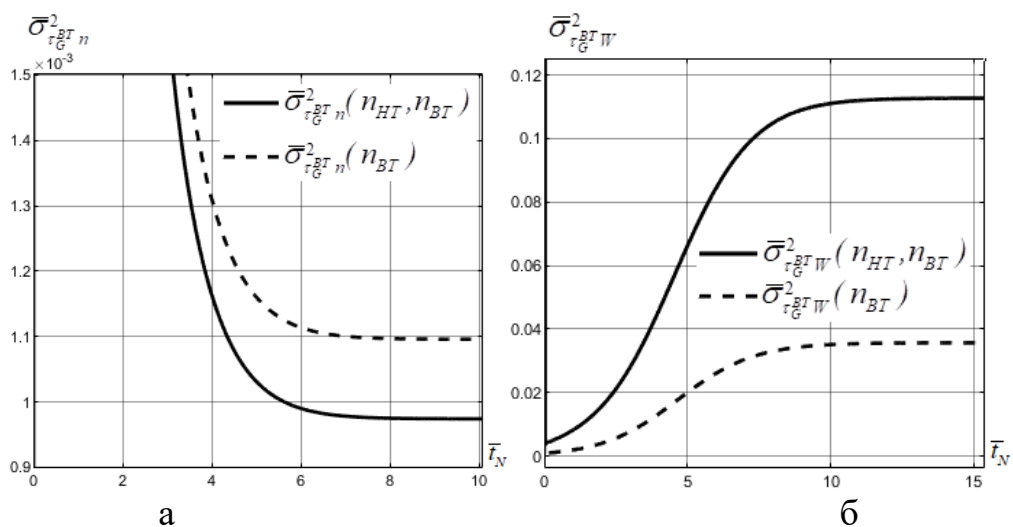 σ̅²_{τ_G^{BT} n}
×10⁻³
1.5
1.4
1.3
1.2
1.1
1
0.9
0 2 4 6 8 10
t̅_N
σ̅²_{τ_G^{BT} n}(n_{HT}, n_{BT})
σ̅²_{τ_G^{BT} n}(n_{BT})
а
σ̅²_{τ_G^{BT} W}
0.12
0.1
0.08
0.06
0.04
0.02
0
0 5 10 15
t̅_N
σ̅²_{τ_G^{BT} W}(n_{HT}, n_{BT})
σ̅²_{τ_G^{BT} W}(n_{BT})
б